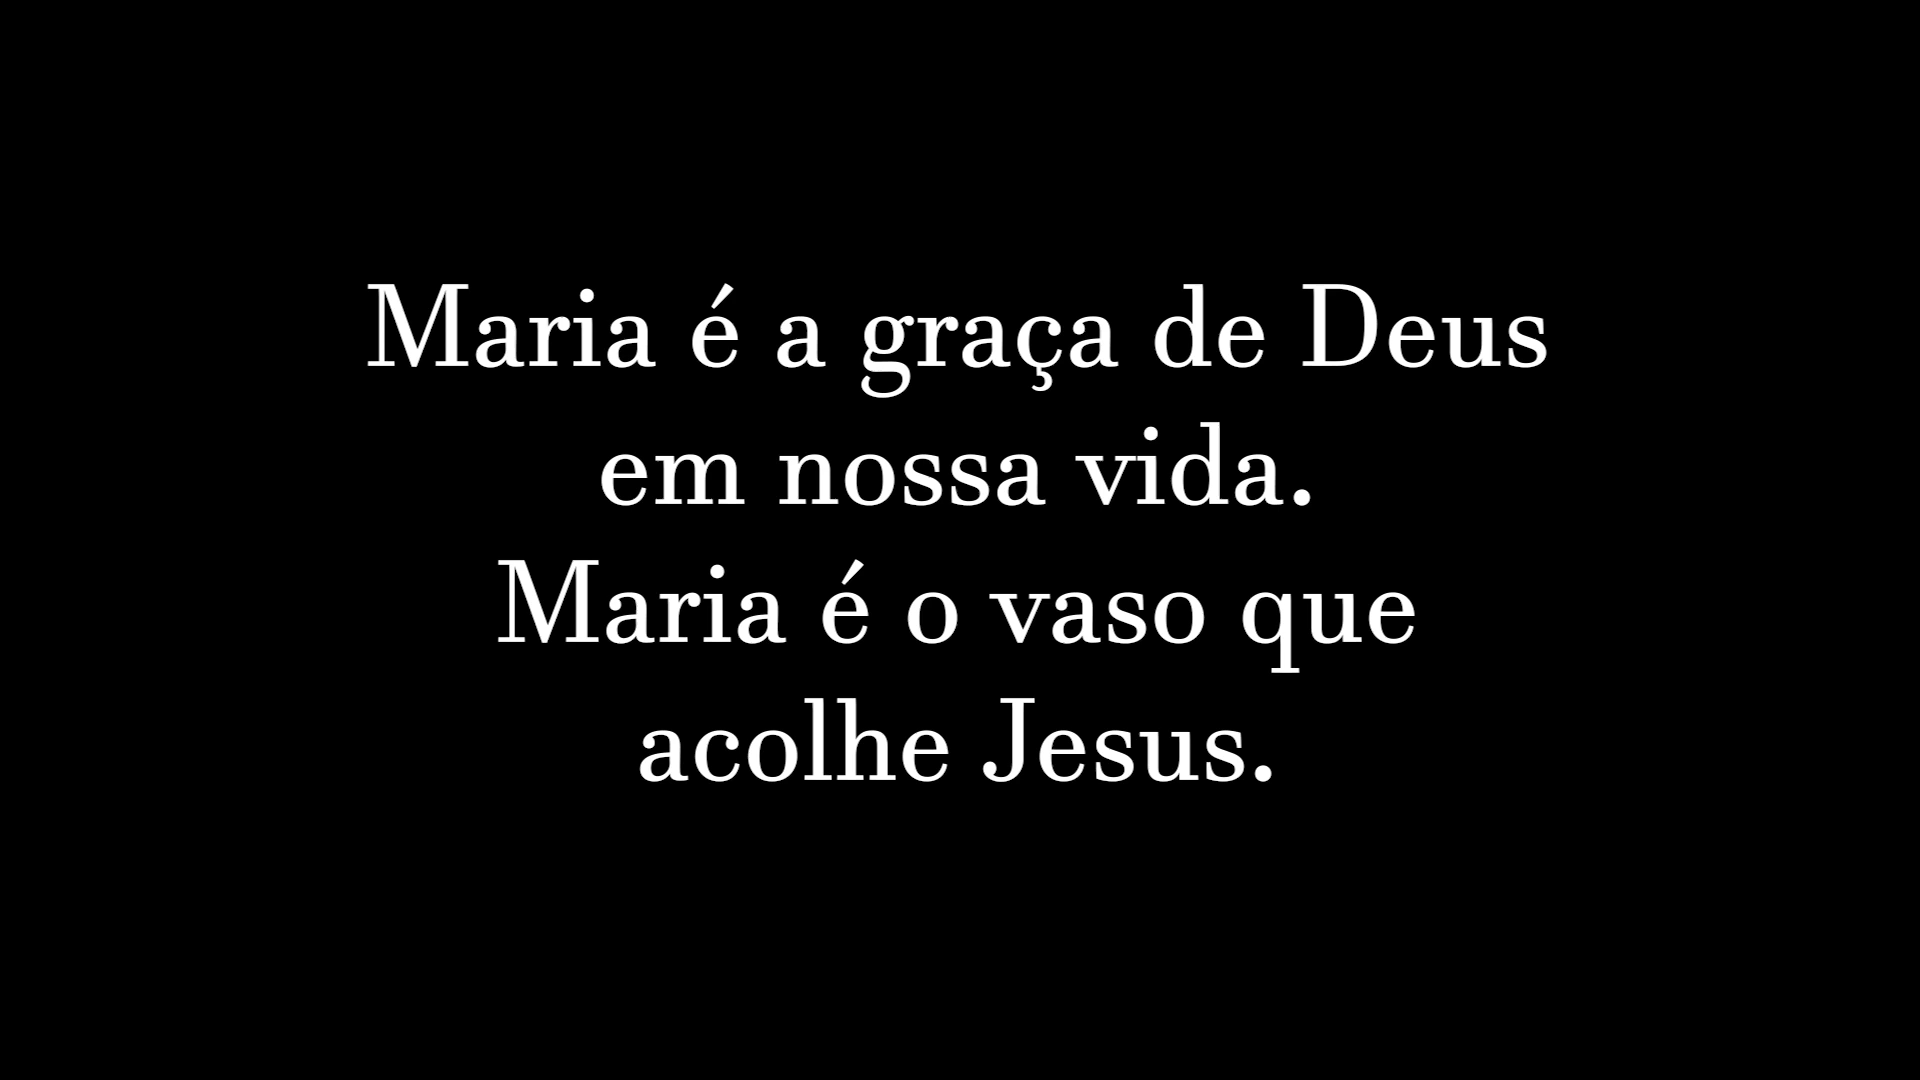 Maria é a graça de Deus
em nossa vida.
Maria é o vaso que
acolhe Jesus.